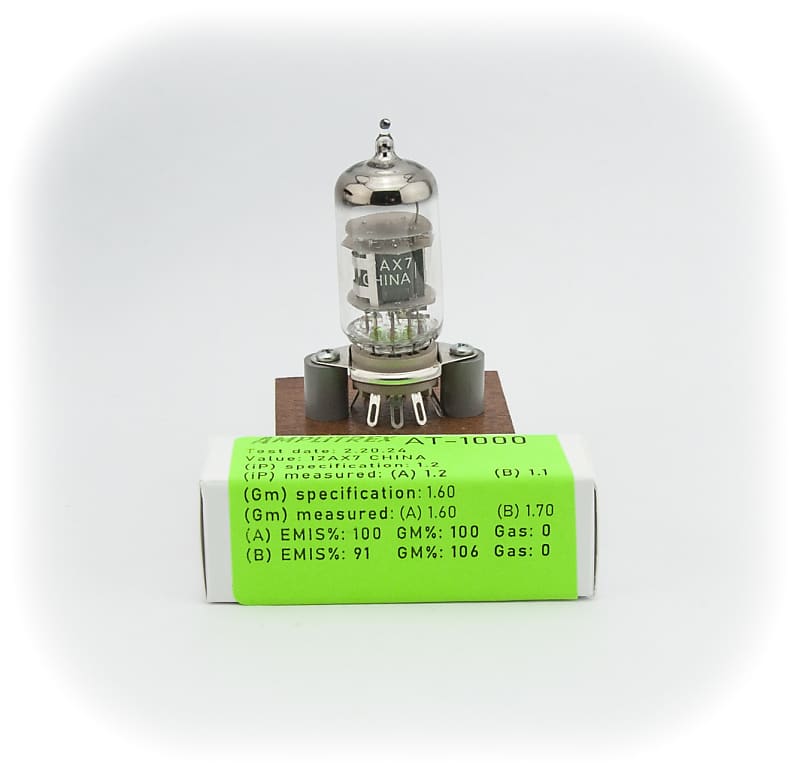 AX7
CHINA
AMPLITREX AT-1000
Test date: 2.20.24
Value: 12AX7 CHINA
(iP) specification: 1.2
(iP) measured: (A) 1.2 (B) 1.1
(Gm) specification: 1.60
(Gm) measured: (A) 1.60 (B) 1.70
(A) EMIS%: 100 GM%: 100 Gas: 0
(B) EMIS%: 91 GM%: 106 Gas: 0